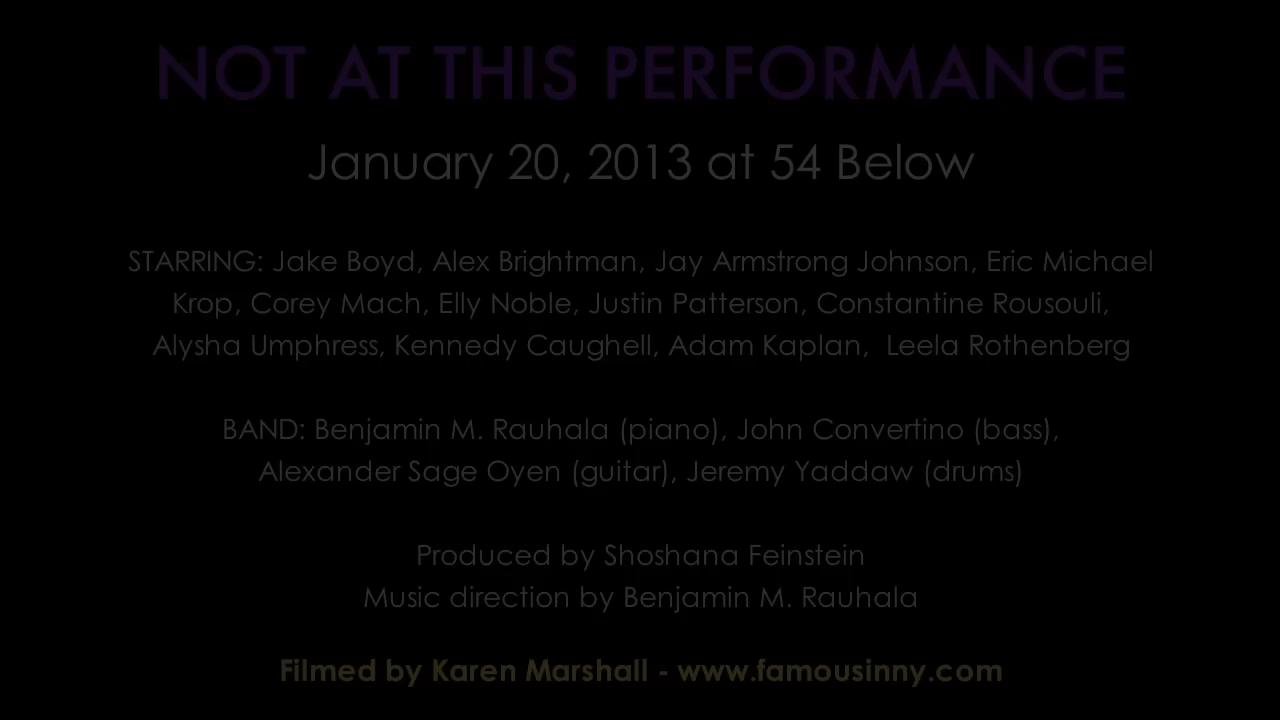 NOT AT THIS PERFORMANCE
January 20, 2013 at 54 Below
STARRING: Jake Boyd, Alex Brightman, Jay Armstrong Johnson, Eric Michael
Krop, Corey Mach, Elly Noble, Justin Patterson, Constantine Rousouli,
Alysha Umphress, Kennedy Caughell, Adam Kaplan, Leela Rothenberg
BAND: Benjamin M. Rauhala (piano), John Convertino (bass),
Alexander Sage Oyen (guitar), Jeremy Yaddaw (drums)
Produced by Shoshana Feinstein
Music direction by Benjamin M. Rauhala
Filmed by Karen Marshall - www.famousinny.com